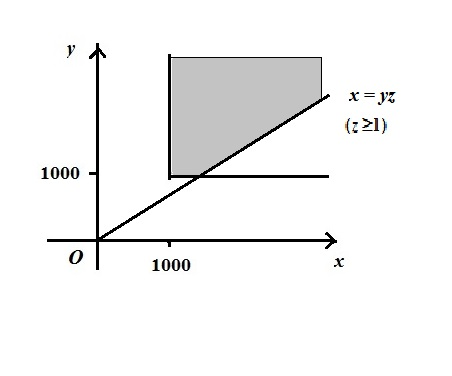 y
x = yz
(z ≥1)
1000
O
1000
x